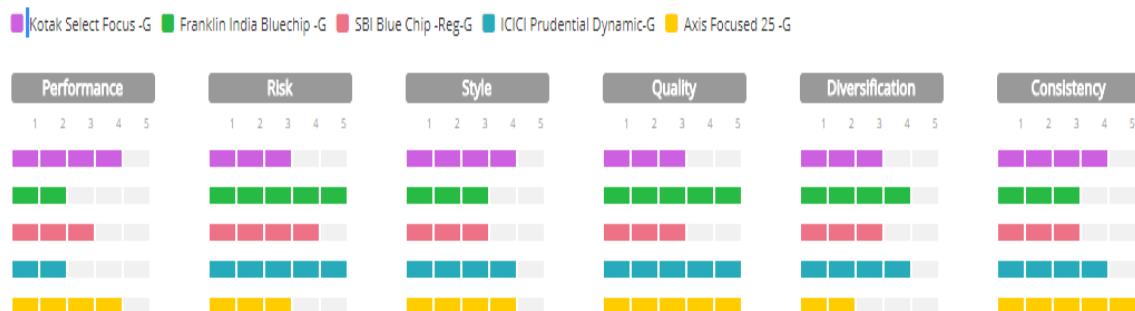 Kotak Select Focus -G Franklin India Bluechip -G SBI Blue Chip -Reg-G ICICI Prudential Dynamic-G Axis Focused 25 -G
Performance Risk Style Quality Diversification Consistency
1 2 3 4 5 1 2 3 4 5 1 2 3 4 5 1 2 3 4 5 1 2 3 4 5 1 2 3 4 5